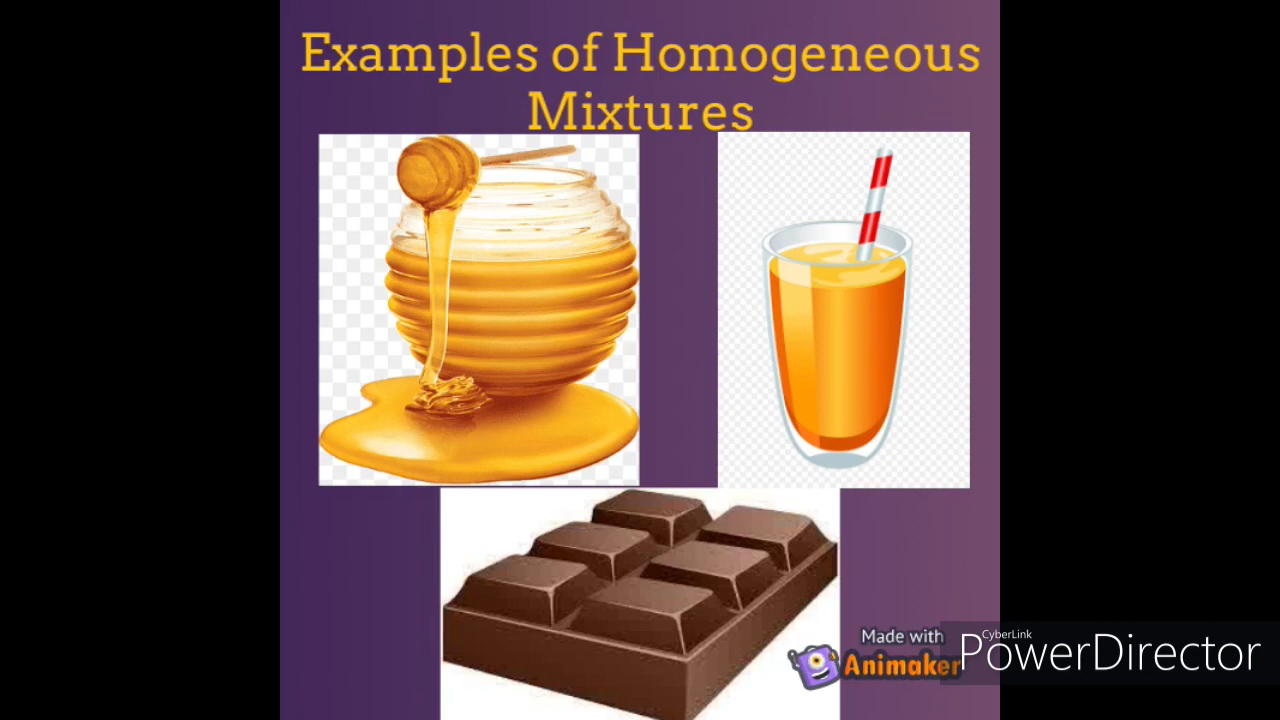 Examples of Homogeneous
Mixtures
Made with
Animaker
CyberLink
PowerDirector